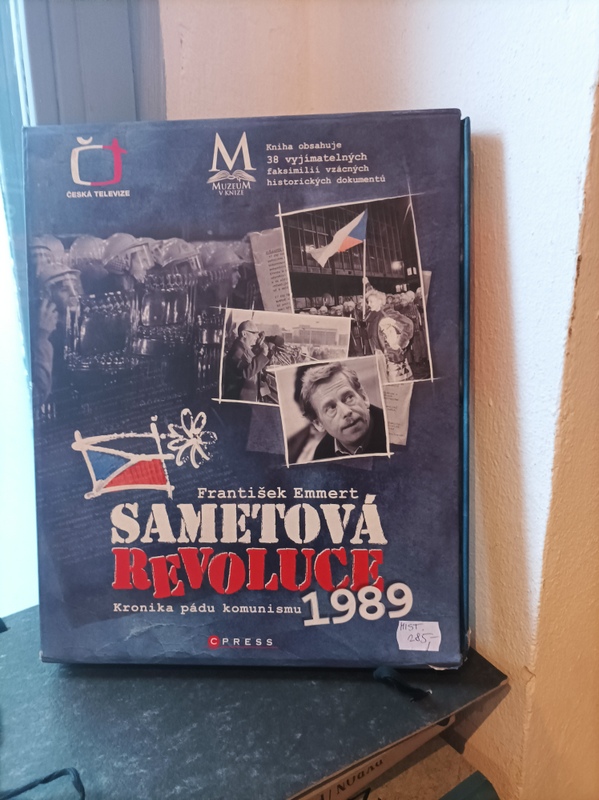 ČESKÁ TELEVIZE
M
MUZEUM
V KNIZE
Kniha obsahuje
38 vyjímatelných
faksimilií vzácných
historických dokumentů
František Emmert
SAMETOVÁ
REVOLUCE
1989
Kronika pádu komunismu
CPRESS
HIST.
285,-